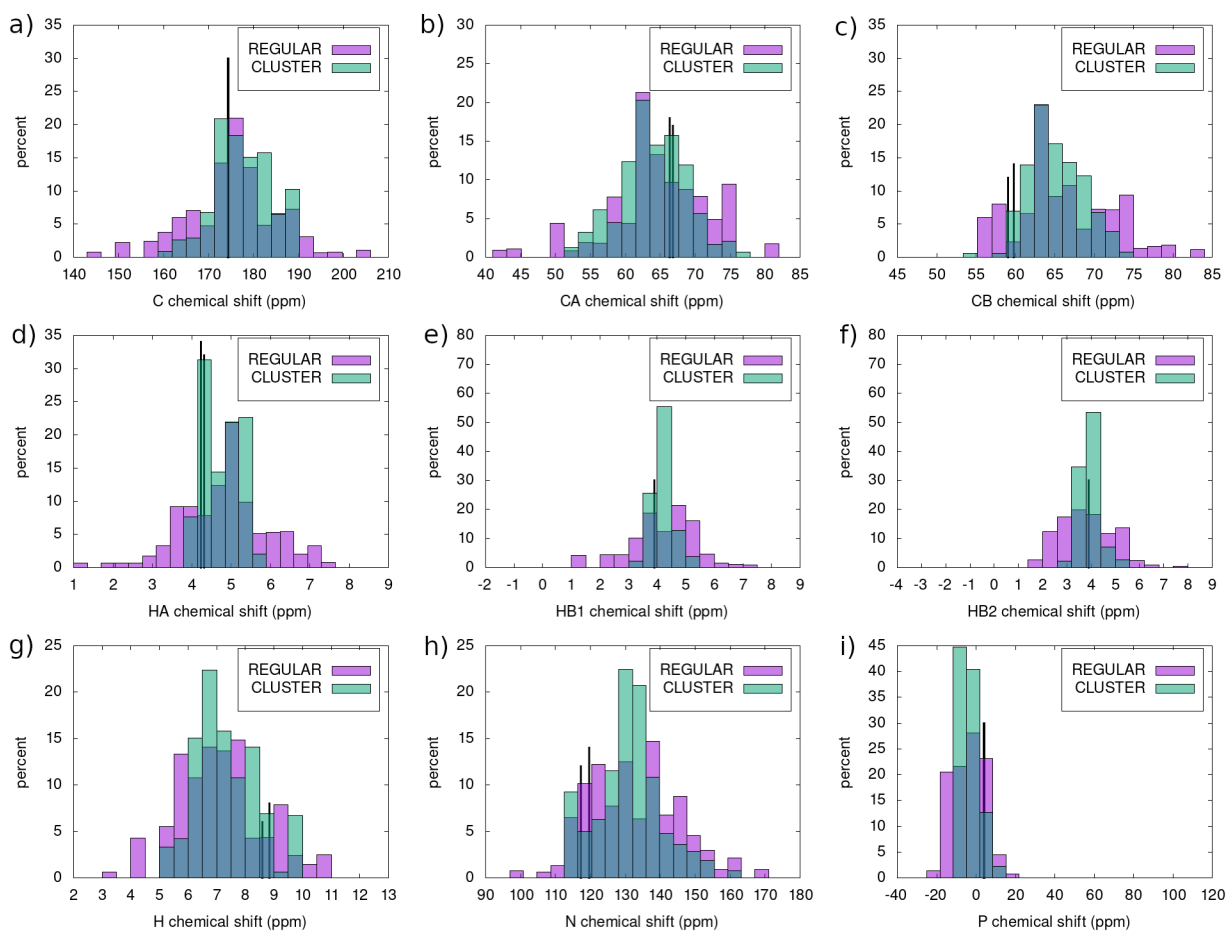 a)
35
30
25
20
15
10
5
0
percent
REGULAR
CLUSTER
140 150 160 170 180 190 200 210
C chemical shift (ppm)
b)
30
25
20
15
10
5
0
percent
REGULAR
CLUSTER
40 45 50 55 60 65 70 75 80 85
CA chemical shift (ppm)
c)
35
30
25
20
15
10
5
0
percent
REGULAR
CLUSTER
45 50 55 60 65 70 75 80 85
CB chemical shift (ppm)
d)
35
30
25
20
15
10
5
0
percent
REGULAR
CLUSTER
1 2 3 4 5 6 7 8 9
HA chemical shift (ppm)
e)
80
70
60
50
40
30
20
10
0
percent
REGULAR
CLUSTER
-2 -1 0 1 2 3 4 5 6 7 8 9
HB1 chemical shift (ppm)
f)
80
70
60
50
40
30
20
10
0
percent
REGULAR
CLUSTER
-4 -3 -2 -1 0 1 2 3 4 5 6 7 8 9
HB2 chemical shift (ppm)
g)
25
20
15
10
5
0
percent
REGULAR
CLUSTER
2 3 4 5 6 7 8 9 10 11 12 13
H chemical shift (ppm)
h)
25
20
15
10
5
0
percent
REGULAR
CLUSTER
90 100 110 120 130 140 150 160 170 180
N chemical shift (ppm)
i)
45
40
35
30
25
20
15
10
5
0
percent
REGULAR
CLUSTER
-40 -20 0 20 40 60 80 100 120
P chemical shift (ppm)